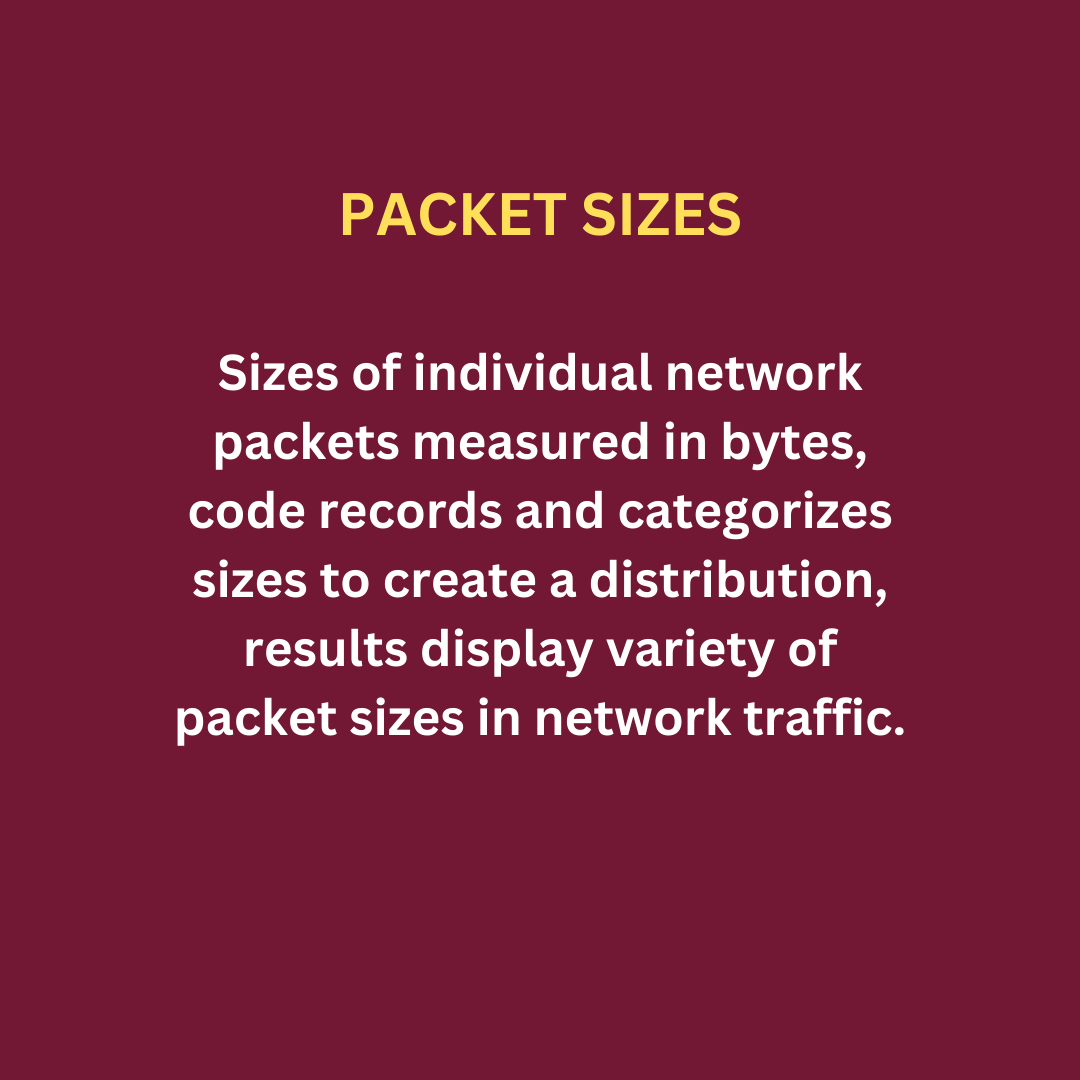 PACKET SIZES
Sizes of individual network
packets measured in bytes,
code records and categorizes
sizes to create a distribution,
results display variety of
packet sizes in network traffic.